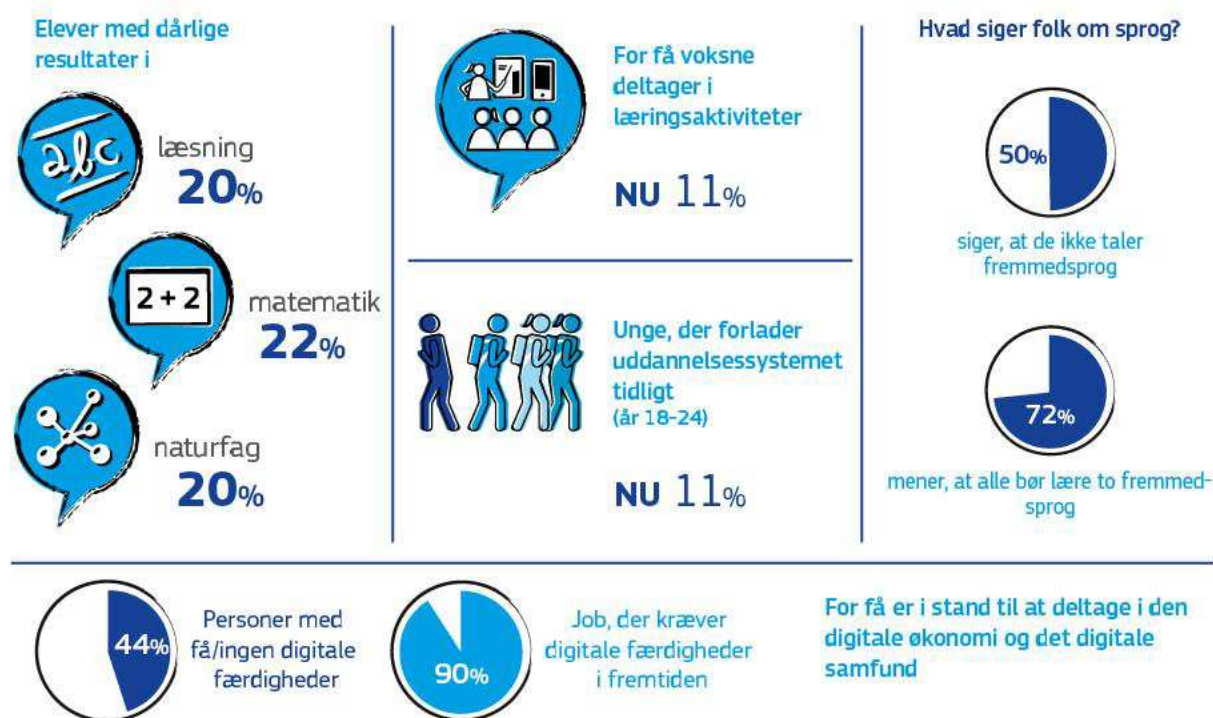 Elever med dårlige
resultater i
abc
læsning
20%
2 + 2
matematik
22%
naturfag
20%
For få voksne
deltager i
læringsaktiviteter
NU 11%
Unge, der forlader
uddannelsessystemet
tidligt
(år 18-24)
NU 11%
Hvad siger folk om sprog?
50%
siger, at de ikke taler
fremmedsprog
72%
mener, at alle bør lære to fremmed-
sprog
44%
Personer med
få/ingen digitale
færdigheder
90%
Job, der kræver
digitale færdigheder
i fremtiden
For få er i stand til at deltage i den
digitale økonomi og det digitale
samfund